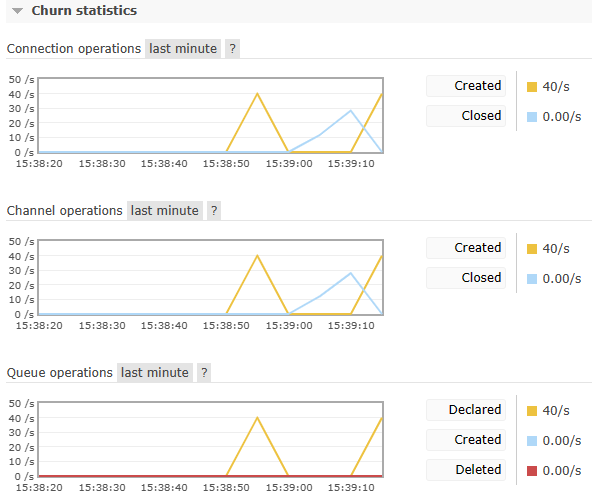 Churn statistics
Connection operations last minute ?
50 /s
40 /s
30 /s
20 /s
10 /s
0 /s
15:38:20 15:38:30 15:38:40 15:38:50 15:39:00 15:39:10
Created 40/s
Closed 0.00/s
Channel operations last minute ?
50 /s
40 /s
30 /s
20 /s
10 /s
0 /s
15:38:20 15:38:30 15:38:40 15:38:50 15:39:00 15:39:10
Created 40/s
Closed 0.00/s
Queue operations last minute ?
50 /s
40 /s
30 /s
20 /s
10 /s
0 /s
15:38:20 15:38:30 15:38:40 15:38:50 15:39:00 15:39:10
Declared 40/s
Created 0.00/s
Deleted 0.00/s